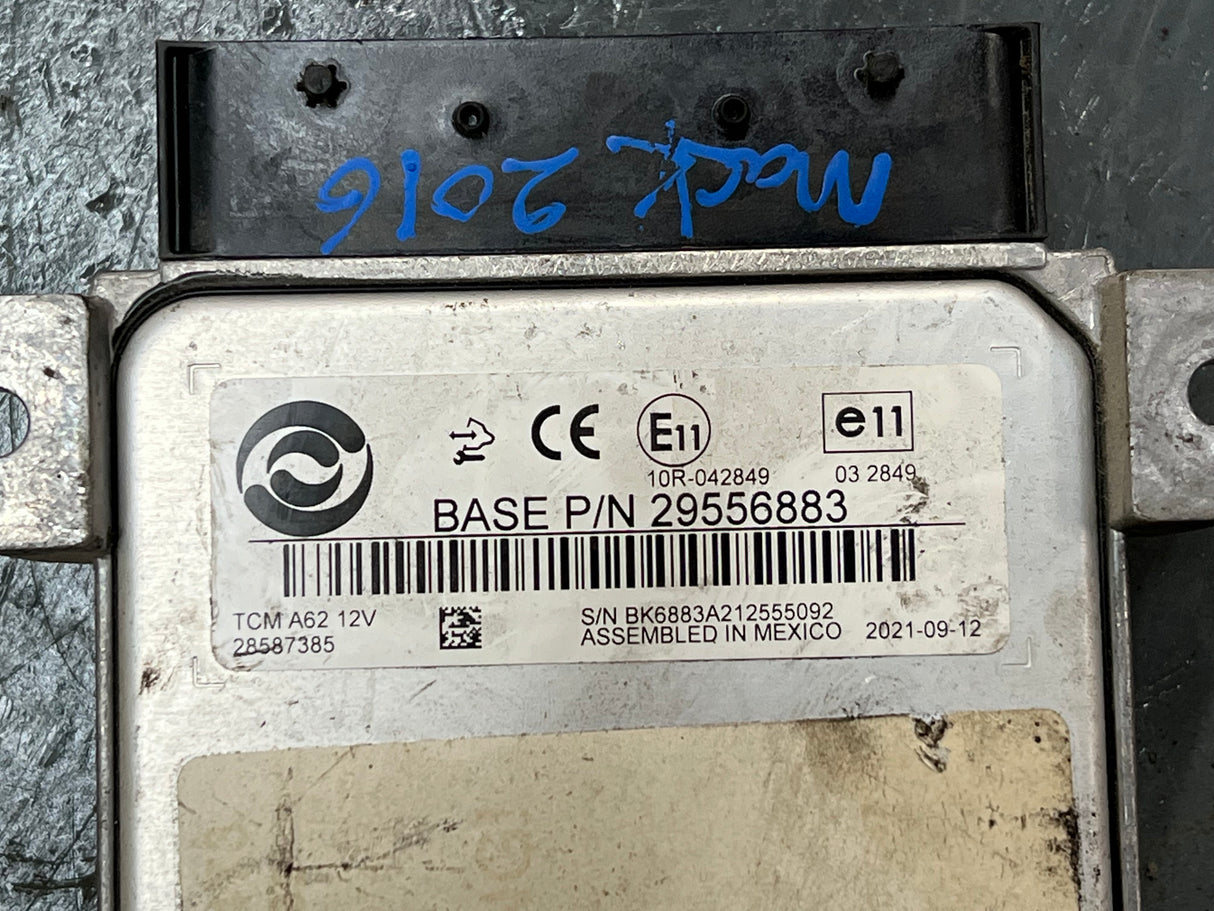 Mack 2016
CE E11 e11
10R-042849 03 2849
BASE P/N 29556883
TCM A62 12V
28587385
S/N BK6883A212555092
ASSEMBLED IN MEXICO 2021-09-12